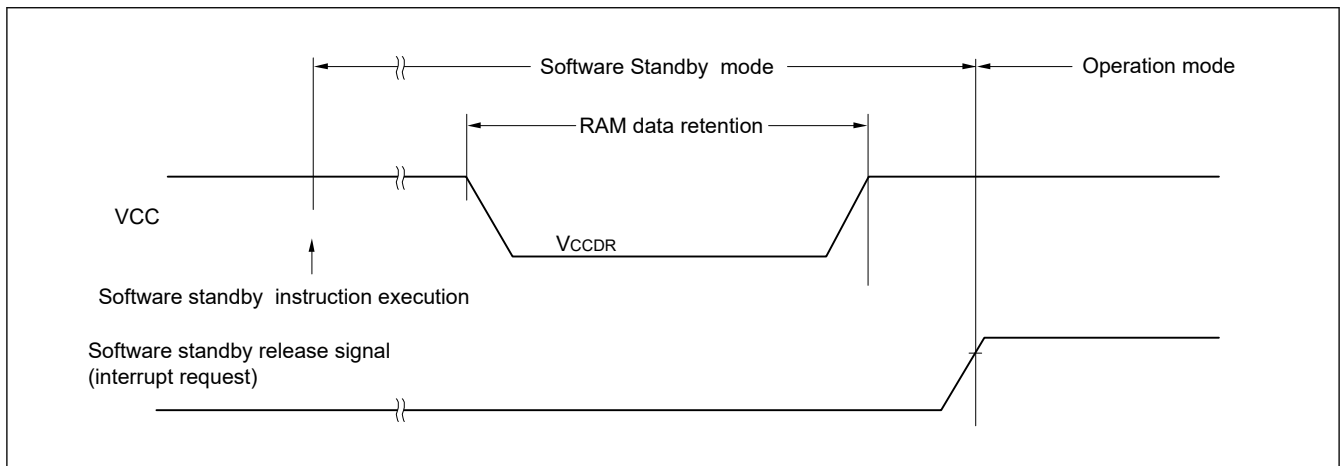 Software Standby mode
Operation mode
RAM data retention
VCC
VCCDR
Software standby instruction execution
Software standby release signal
(interrupt request)